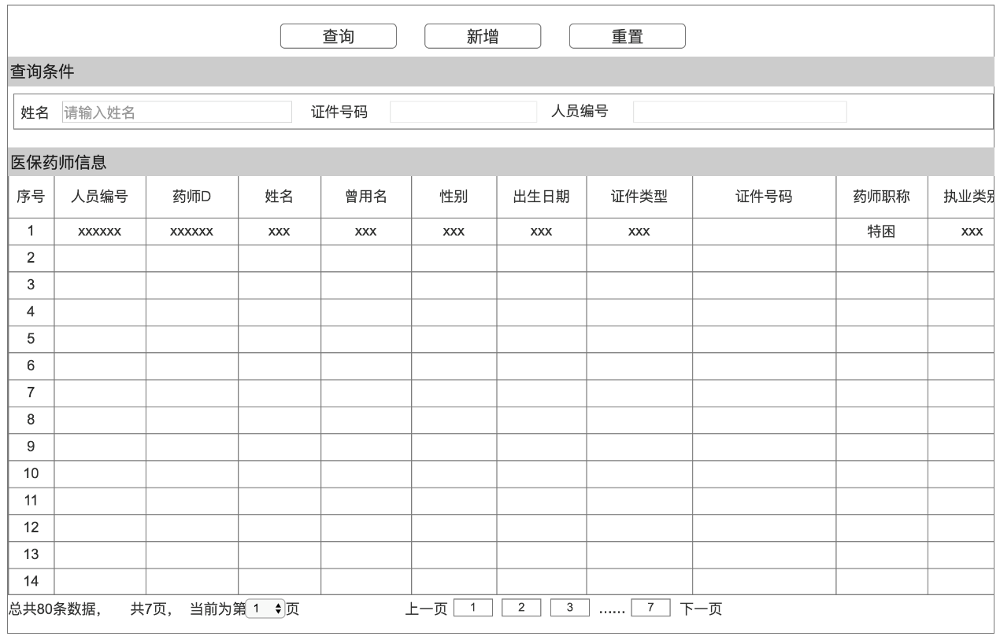 查询 新增 重置
查询条件
姓名 请输入姓名 证件号码 人员编号
医保药师信息
序号 人员编号 药师D 姓名 曾用名 性别 出生日期 证件类型 证件号码 药师职称 执业类别
1 xxxxxx xxxxxx xxx xxx xxx xxx xxx 特困 xxx
2
3
4
5
6
7
8
9
10
11
12
13
14
总共80条数据, 共7页, 当前为第 1 页 上一页 1 2 3 …… 7 下一页